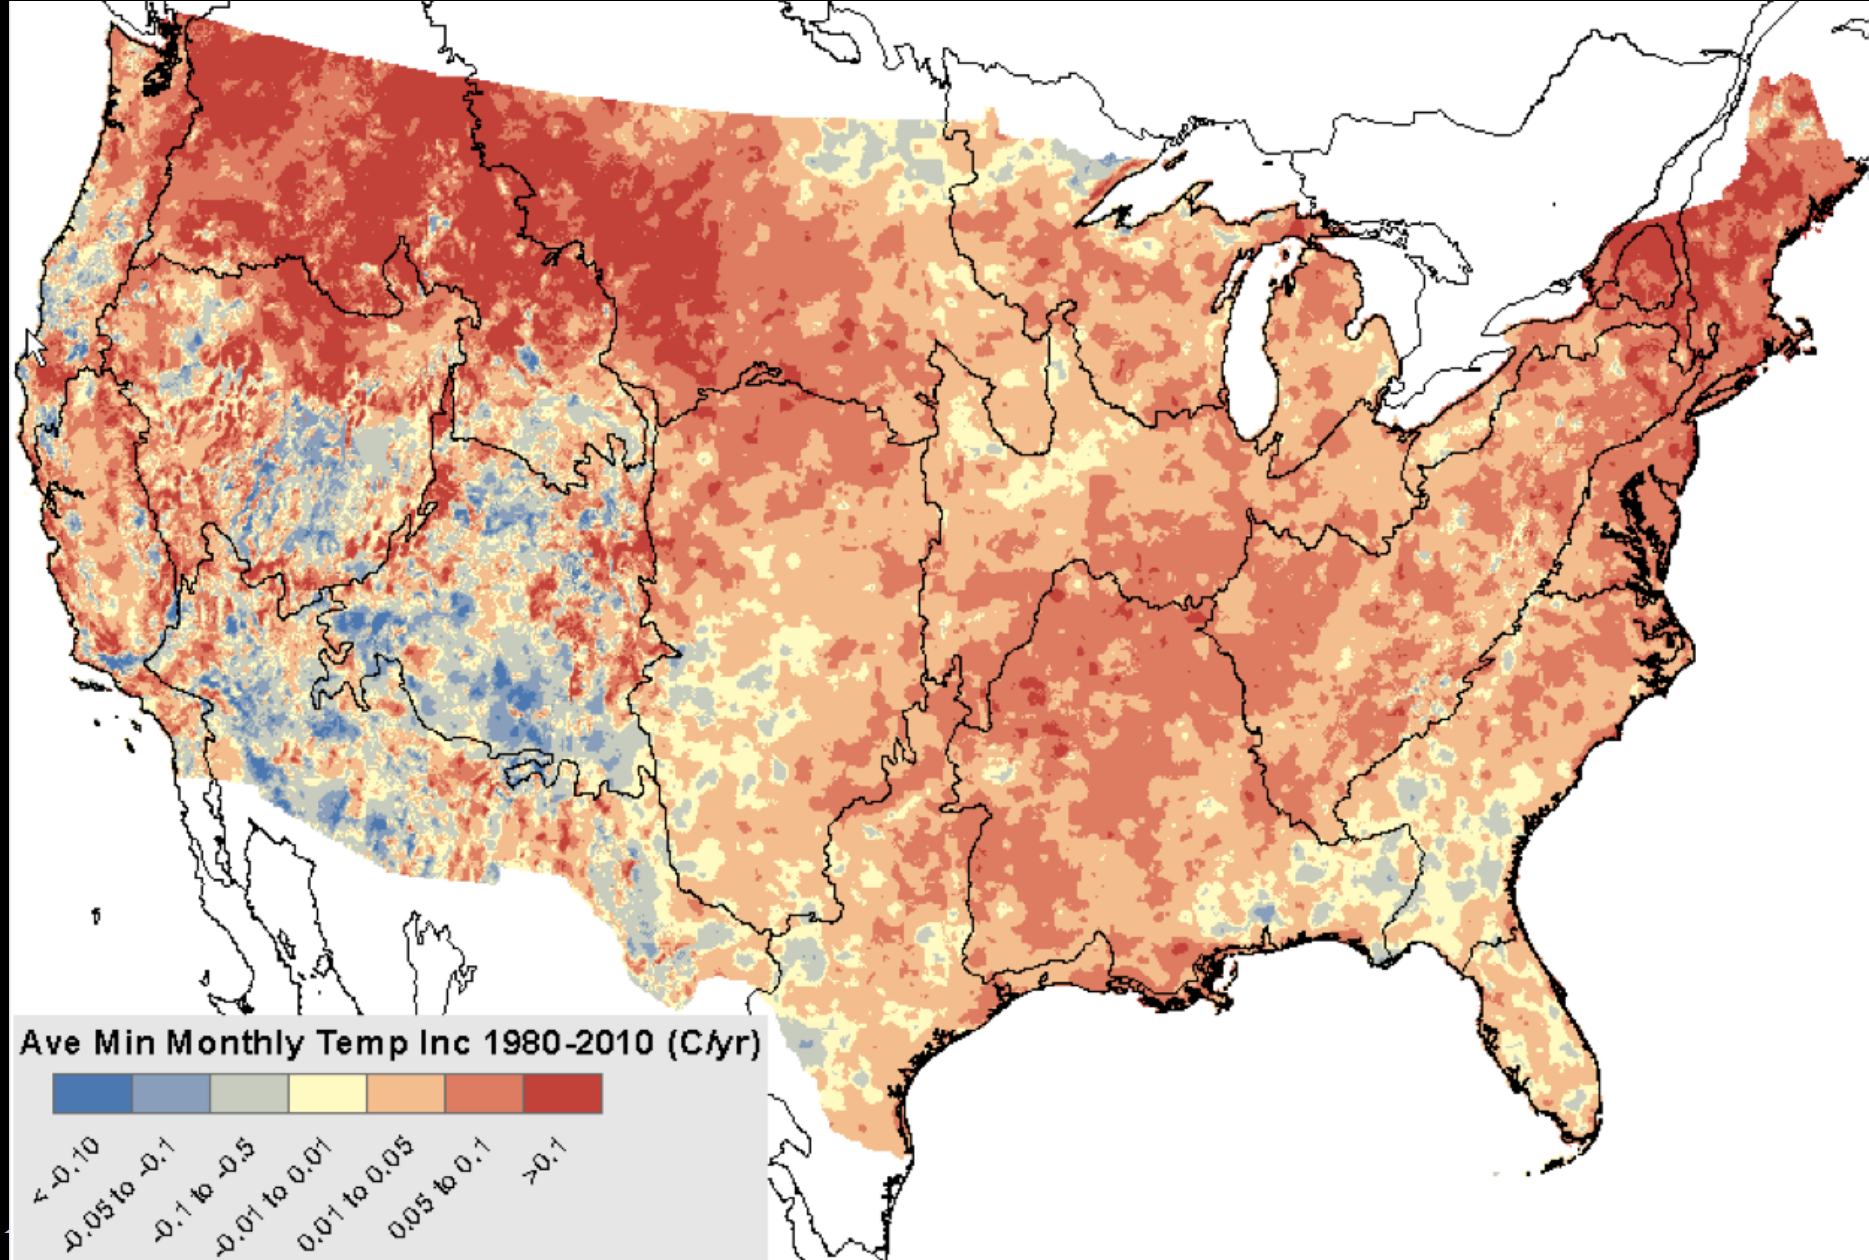 Ave Min Monthly Temp Inc 1980-2010 (C/yr)
< -0.10
-0.05 to -0.1
-0.1 to -0.5
-0.01 to 0.01
0.01 to 0.05
0.05 to 0.1
>0.1